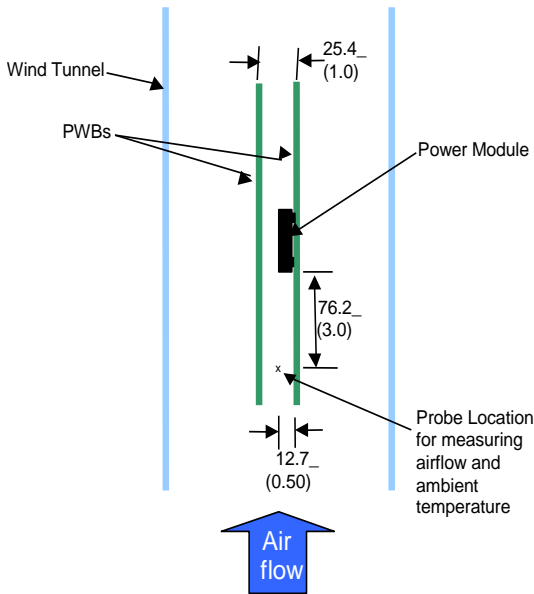 25.4_
(1.0)
Wind Tunnel
PWBs
Power Module
76.2_
(3.0)
x
Probe Location
for measuring
airflow and
ambient
temperature
12.7_
(0.50)
Air
flow